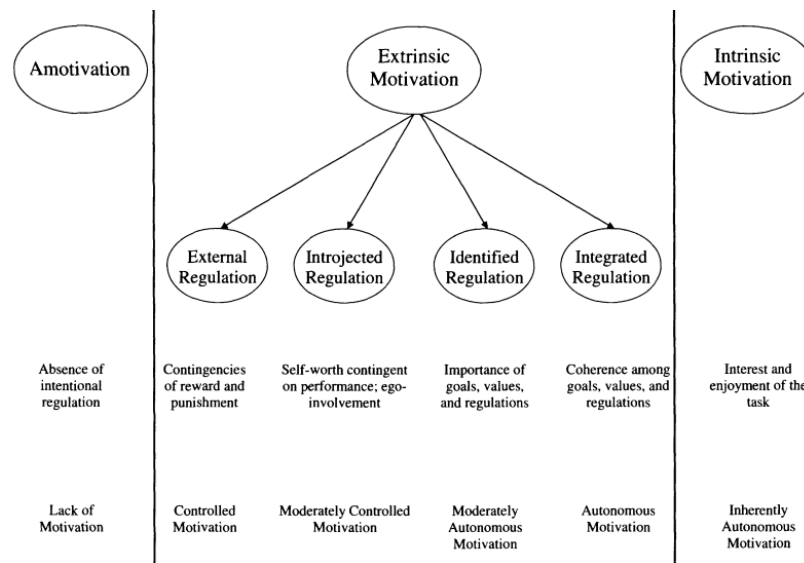 Amotivation
Extrinsic
Motivation
Intrinsic
Motivation
External
Regulation
Introjected
Regulation
Identified
Regulation
Integrated
Regulation
Absence of
intentional
regulation
Contingencies
of reward and
punishment
Self-worth contingent
on performance; ego-
involvement
Importance of
goals, values,
and regulations
Coherence among
goals, values, and
regulations
Interest and
enjoyment of the
task
Lack of
Motivation
Controlled
Motivation
Moderately Controlled
Motivation
Moderately
Autonomous
Motivation
Autonomous
Motivation
Inherently
Autonomous
Motivation